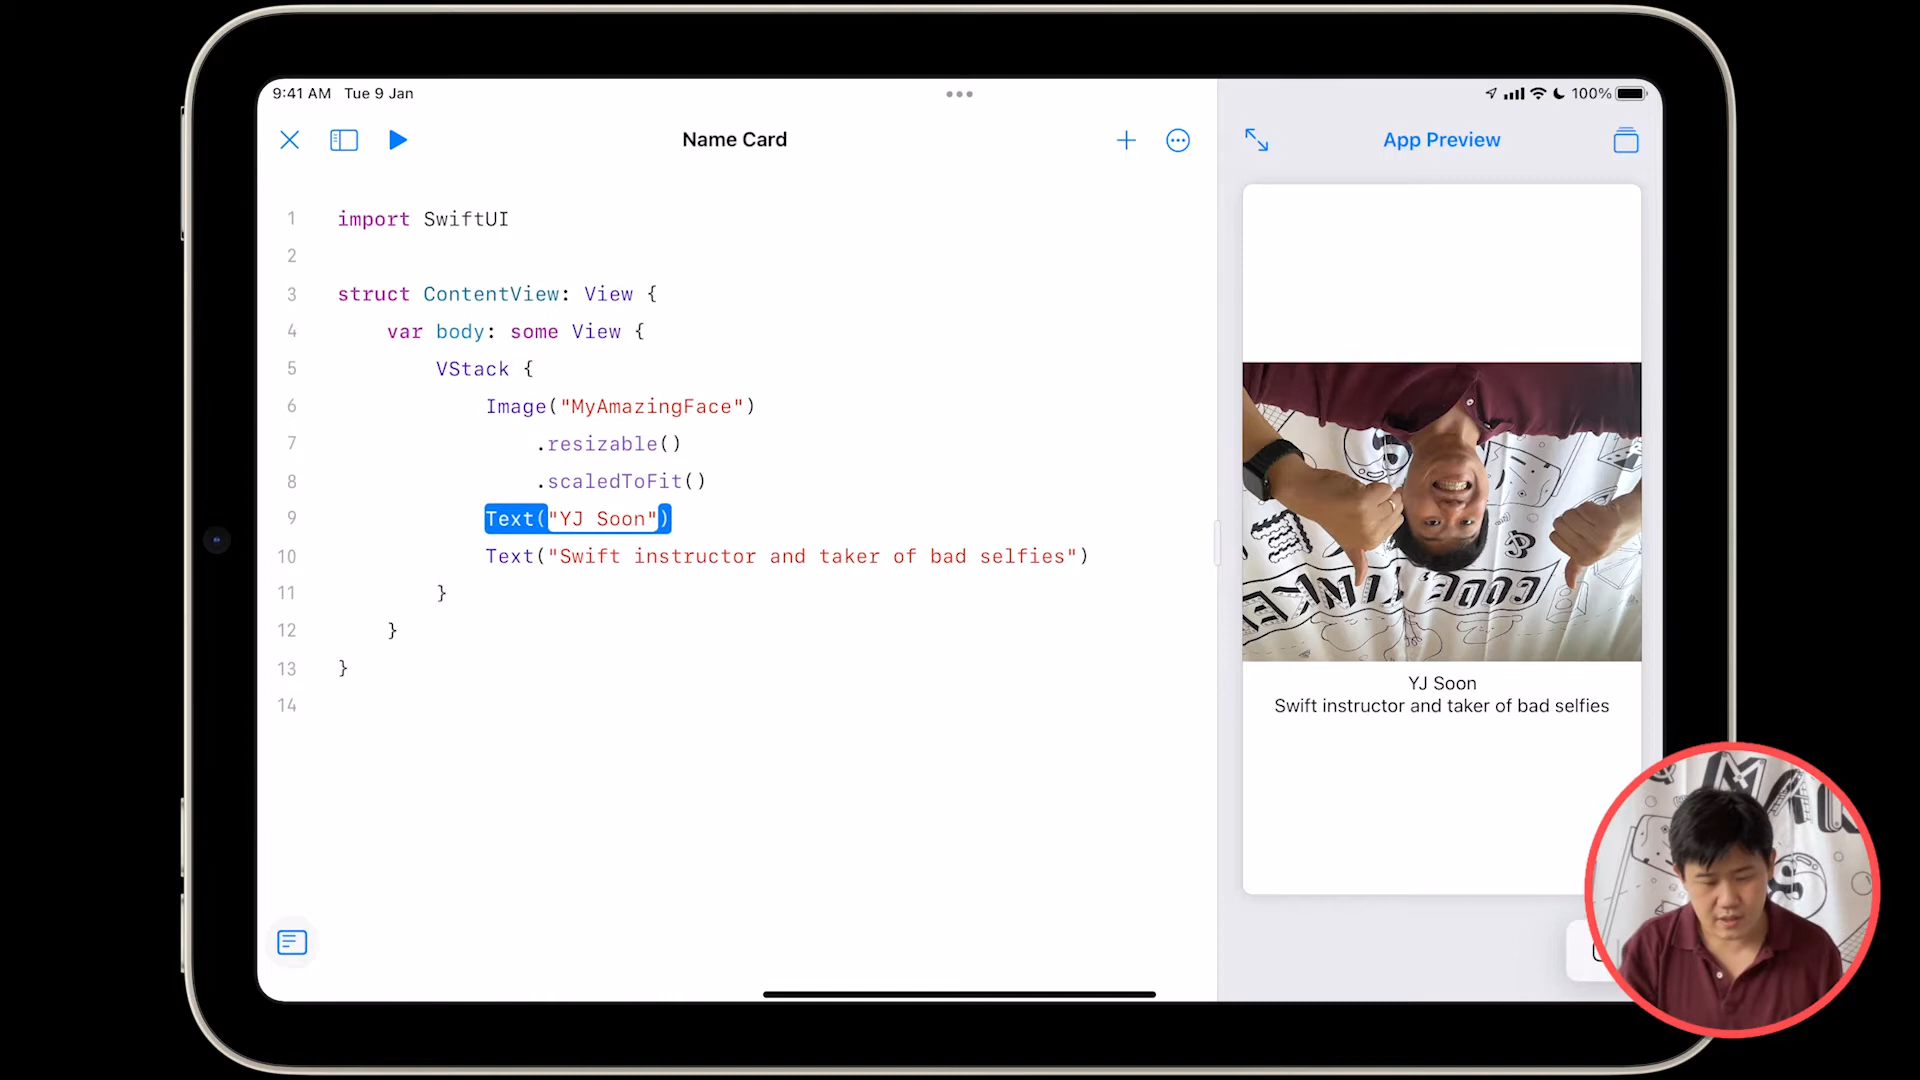 9:41 AM Tue 9 Jan
100%
Name Card
App Preview
1 import SwiftUI
2
3 struct ContentView: View {
4 var body: some View {
5 VStack {
6 Image("MyAmazingFace")
7 .resizable()
8 .scaledToFit()
9 Text("YJ Soon")
10 Text("Swift instructor and taker of bad selfies")
11 }
12 }
13 }
14
YJ Soon
Swift instructor and taker of bad selfies